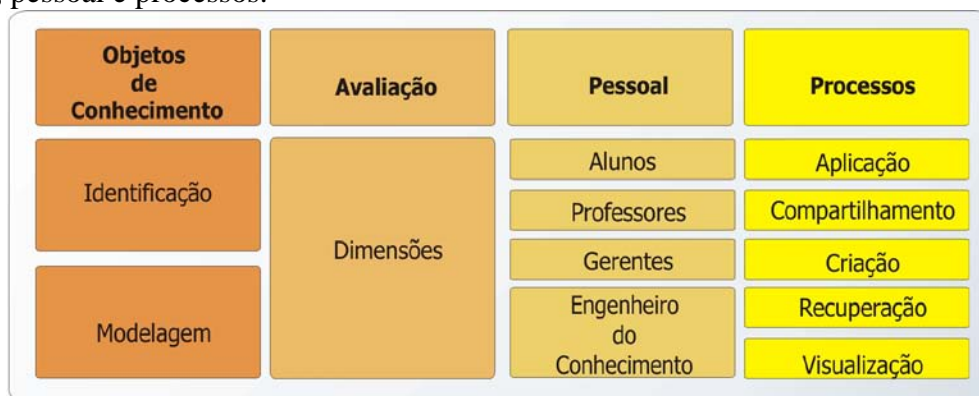 , pessoal e processos.
Objetos
de
Conhecimento
Avaliação
Pessoal
Processos
Identificação
Modelagem
Dimensões
Alunos
Professores
Gerentes
Engenheiro
do
Conhecimento
Aplicação
Compartilhamento
Criação
Recuperação
Visualização